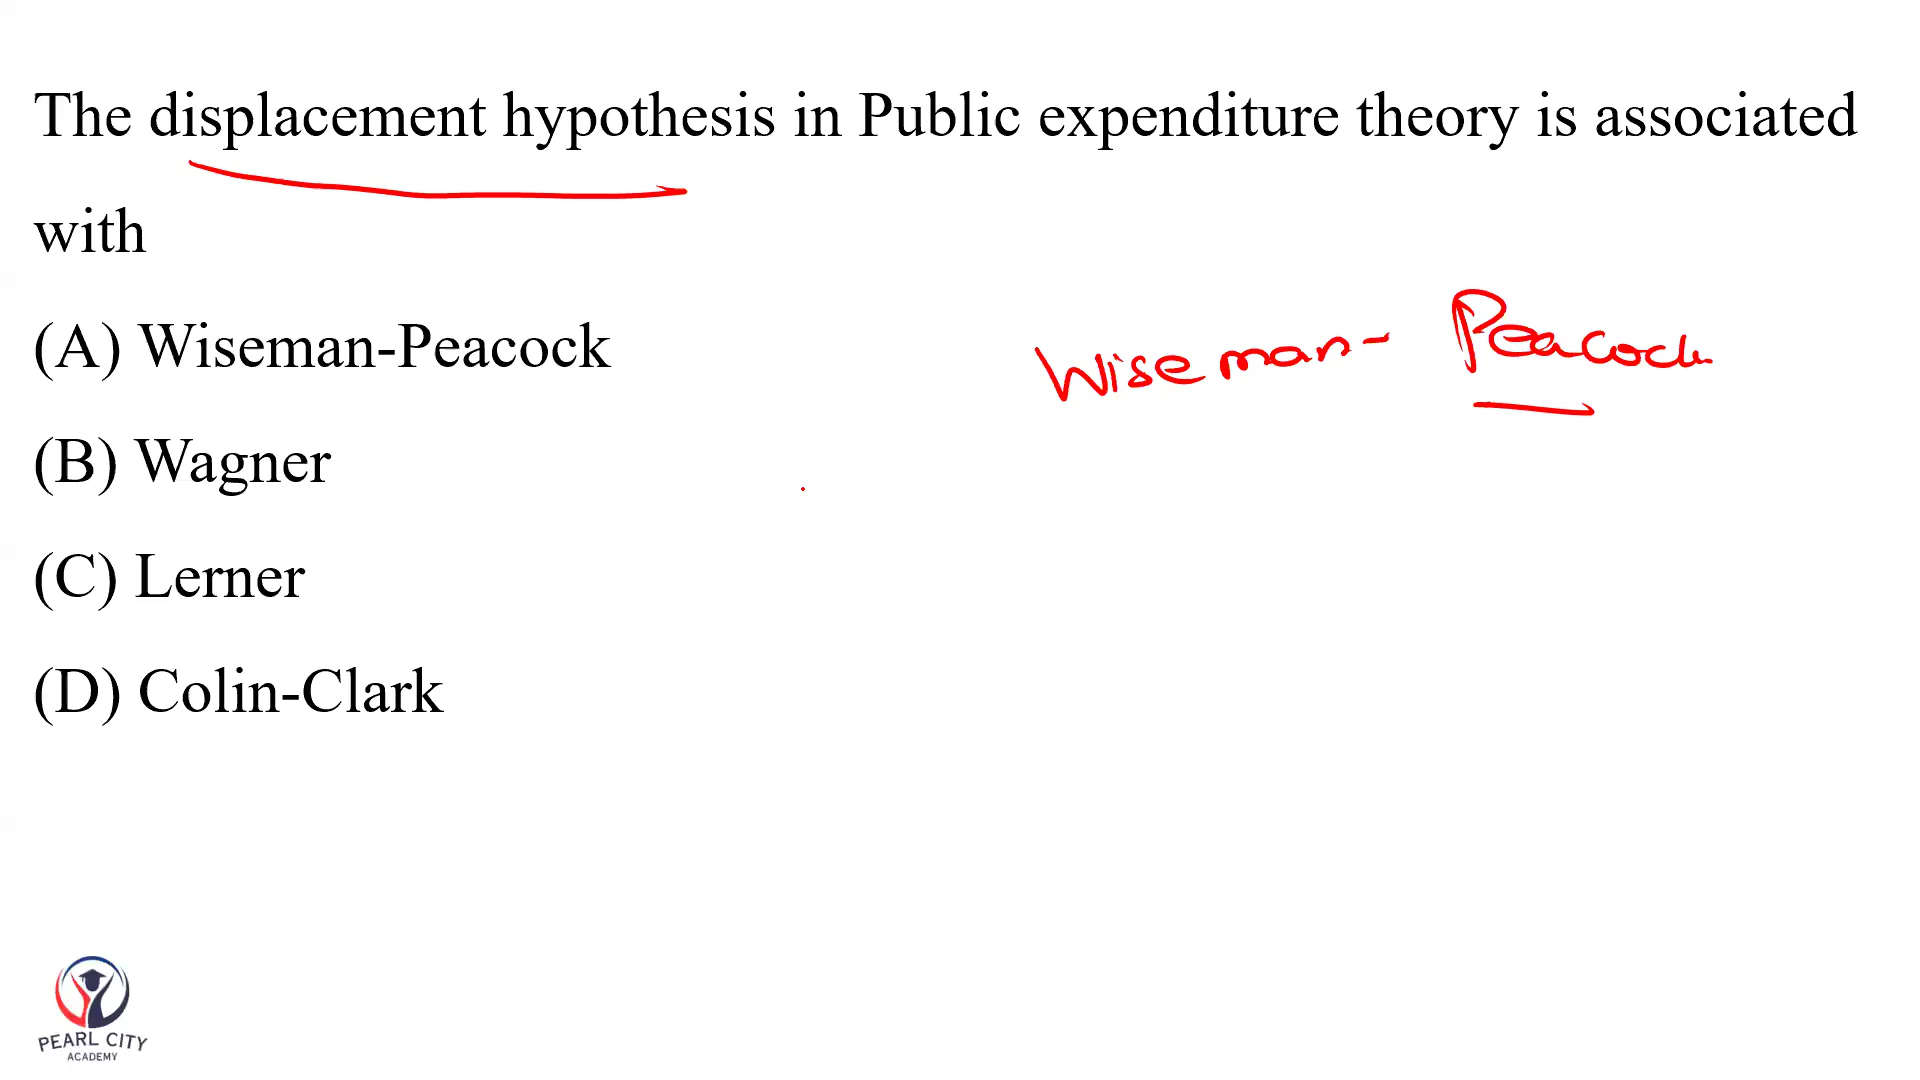 The displacement hypothesis in Public expenditure theory is associated
with
(A) Wiseman-Peacock
Wiseman- Peacock
(B) Wagner
(C) Lerner
(D) Colin-Clark
PEARL CITY
ACADEMY